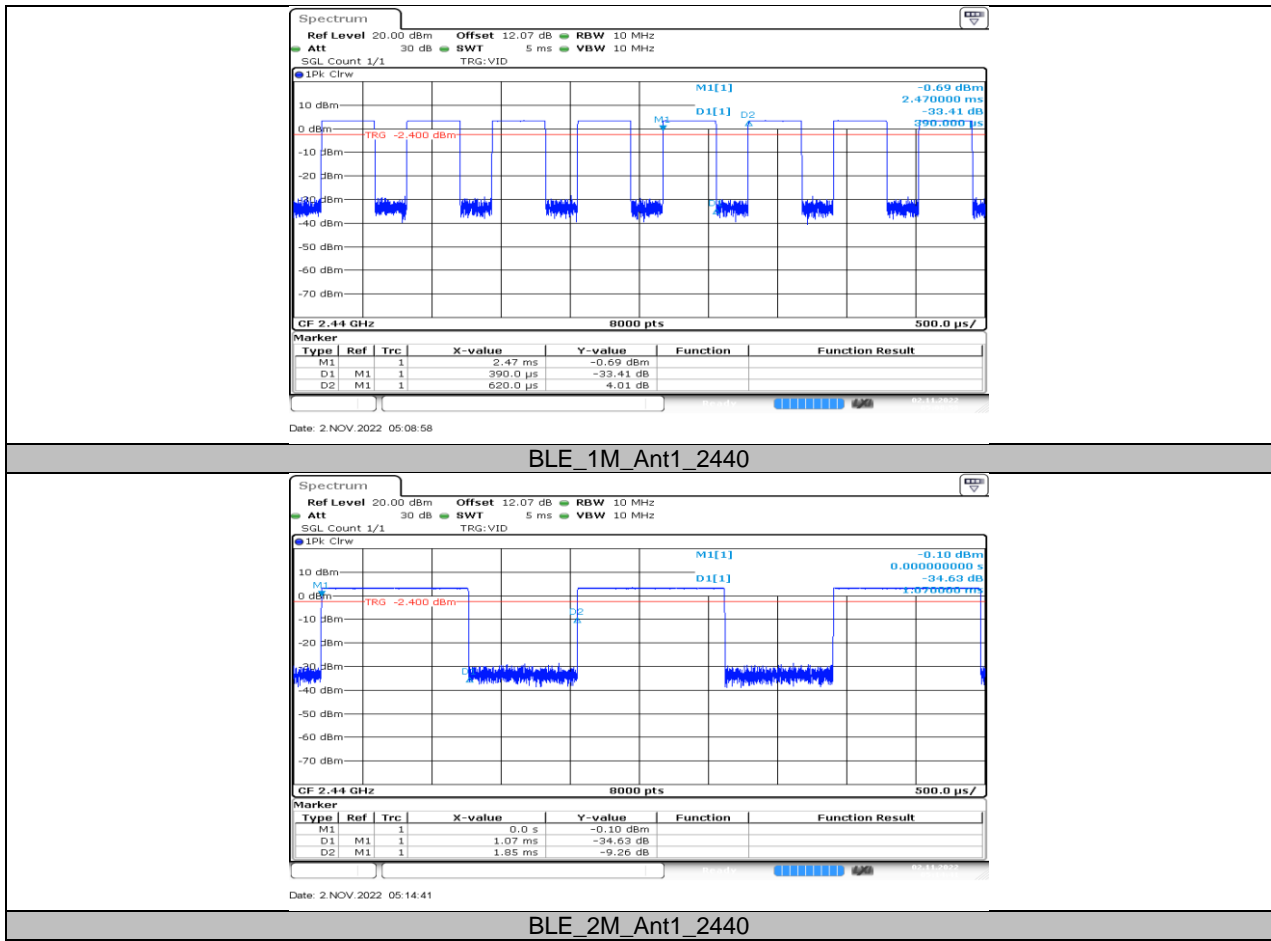 Spectrum
Ref Level 20.00 dBm Offset 12.07 dB RBW 10 MHz
Att 30 dB SWT 5 ms VBW 10 MHz
SGL Count 1/1 TRG:VID
1Pk Clrw
M1[1] -0.69 dBm
2.470000 ms
10 dBm
D1[1] -33.41 dB
M1 D2
390.000 µs
0 dBm
TRG -2.400 dBm
-10 dBm
-20 dBm
-30 dBm
-40 dBm
-50 dBm
-60 dBm
-70 dBm
CF 2.44 GHz 8000 pts 500.0 µs/
Marker
Type Ref Trc X-value Y-value Function Function Result
M1 1 2.47 ms -0.69 dBm
D1 M1 1 390.0 µs -33.41 dB
D2 M1 1 620.0 µs 4.01 dB
02.11.2022
Date: 2.NOV.2022 05:08:58
BLE_1M_Ant1_2440
Spectrum
Ref Level 20.00 dBm Offset 12.07 dB RBW 10 MHz
Att 30 dB SWT 5 ms VBW 10 MHz
SGL Count 1/1 TRG:VID
1Pk Clrw
M1[1] -0.10 dBm
0.000000000 s
10 dBm
D1[1] -34.63 dB
M1
1.070000 ms
0 dBm
TRG -2.400 dBm
D2
-10 dBm
-20 dBm
-30 dBm
-40 dBm
-50 dBm
-60 dBm
-70 dBm
CF 2.44 GHz 8000 pts 500.0 µs/
Marker
Type Ref Trc X-value Y-value Function Function Result
M1 1 0.0 s -0.10 dBm
D1 M1 1 1.07 ms -34.63 dB
D2 M1 1 1.85 ms -9.26 dB
02.11.2022
Date: 2.NOV.2022 05:14:41
BLE_2M_Ant1_2440